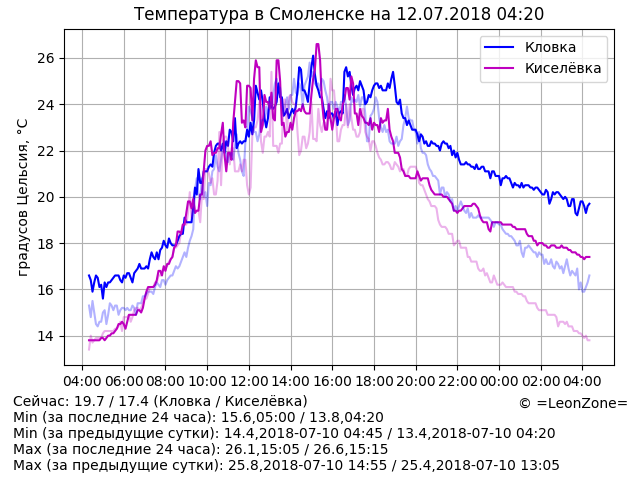 Температура в Смоленске на 12.07.2018 04:20
Кловка
Киселёвка
градусов Цельсия, °C
26
24
22
20
18
16
14
04:00 06:00 08:00 10:00 12:00 14:00 16:00 18:00 20:00 22:00 00:00 02:00 04:00
Сейчас: 19.7 / 17.4 (Кловка / Киселёвка)
© =LeonZone=
Min (за последние 24 часа): 15.6,05:00 / 13.8,04:20
Min (за предыдущие сутки): 14.4,2018-07-10 04:45 / 13.4,2018-07-10 04:20
Max (за последние 24 часа): 26.1,15:05 / 26.6,15:15
Max (за предыдущие сутки): 25.8,2018-07-10 14:55 / 25.4,2018-07-10 13:05